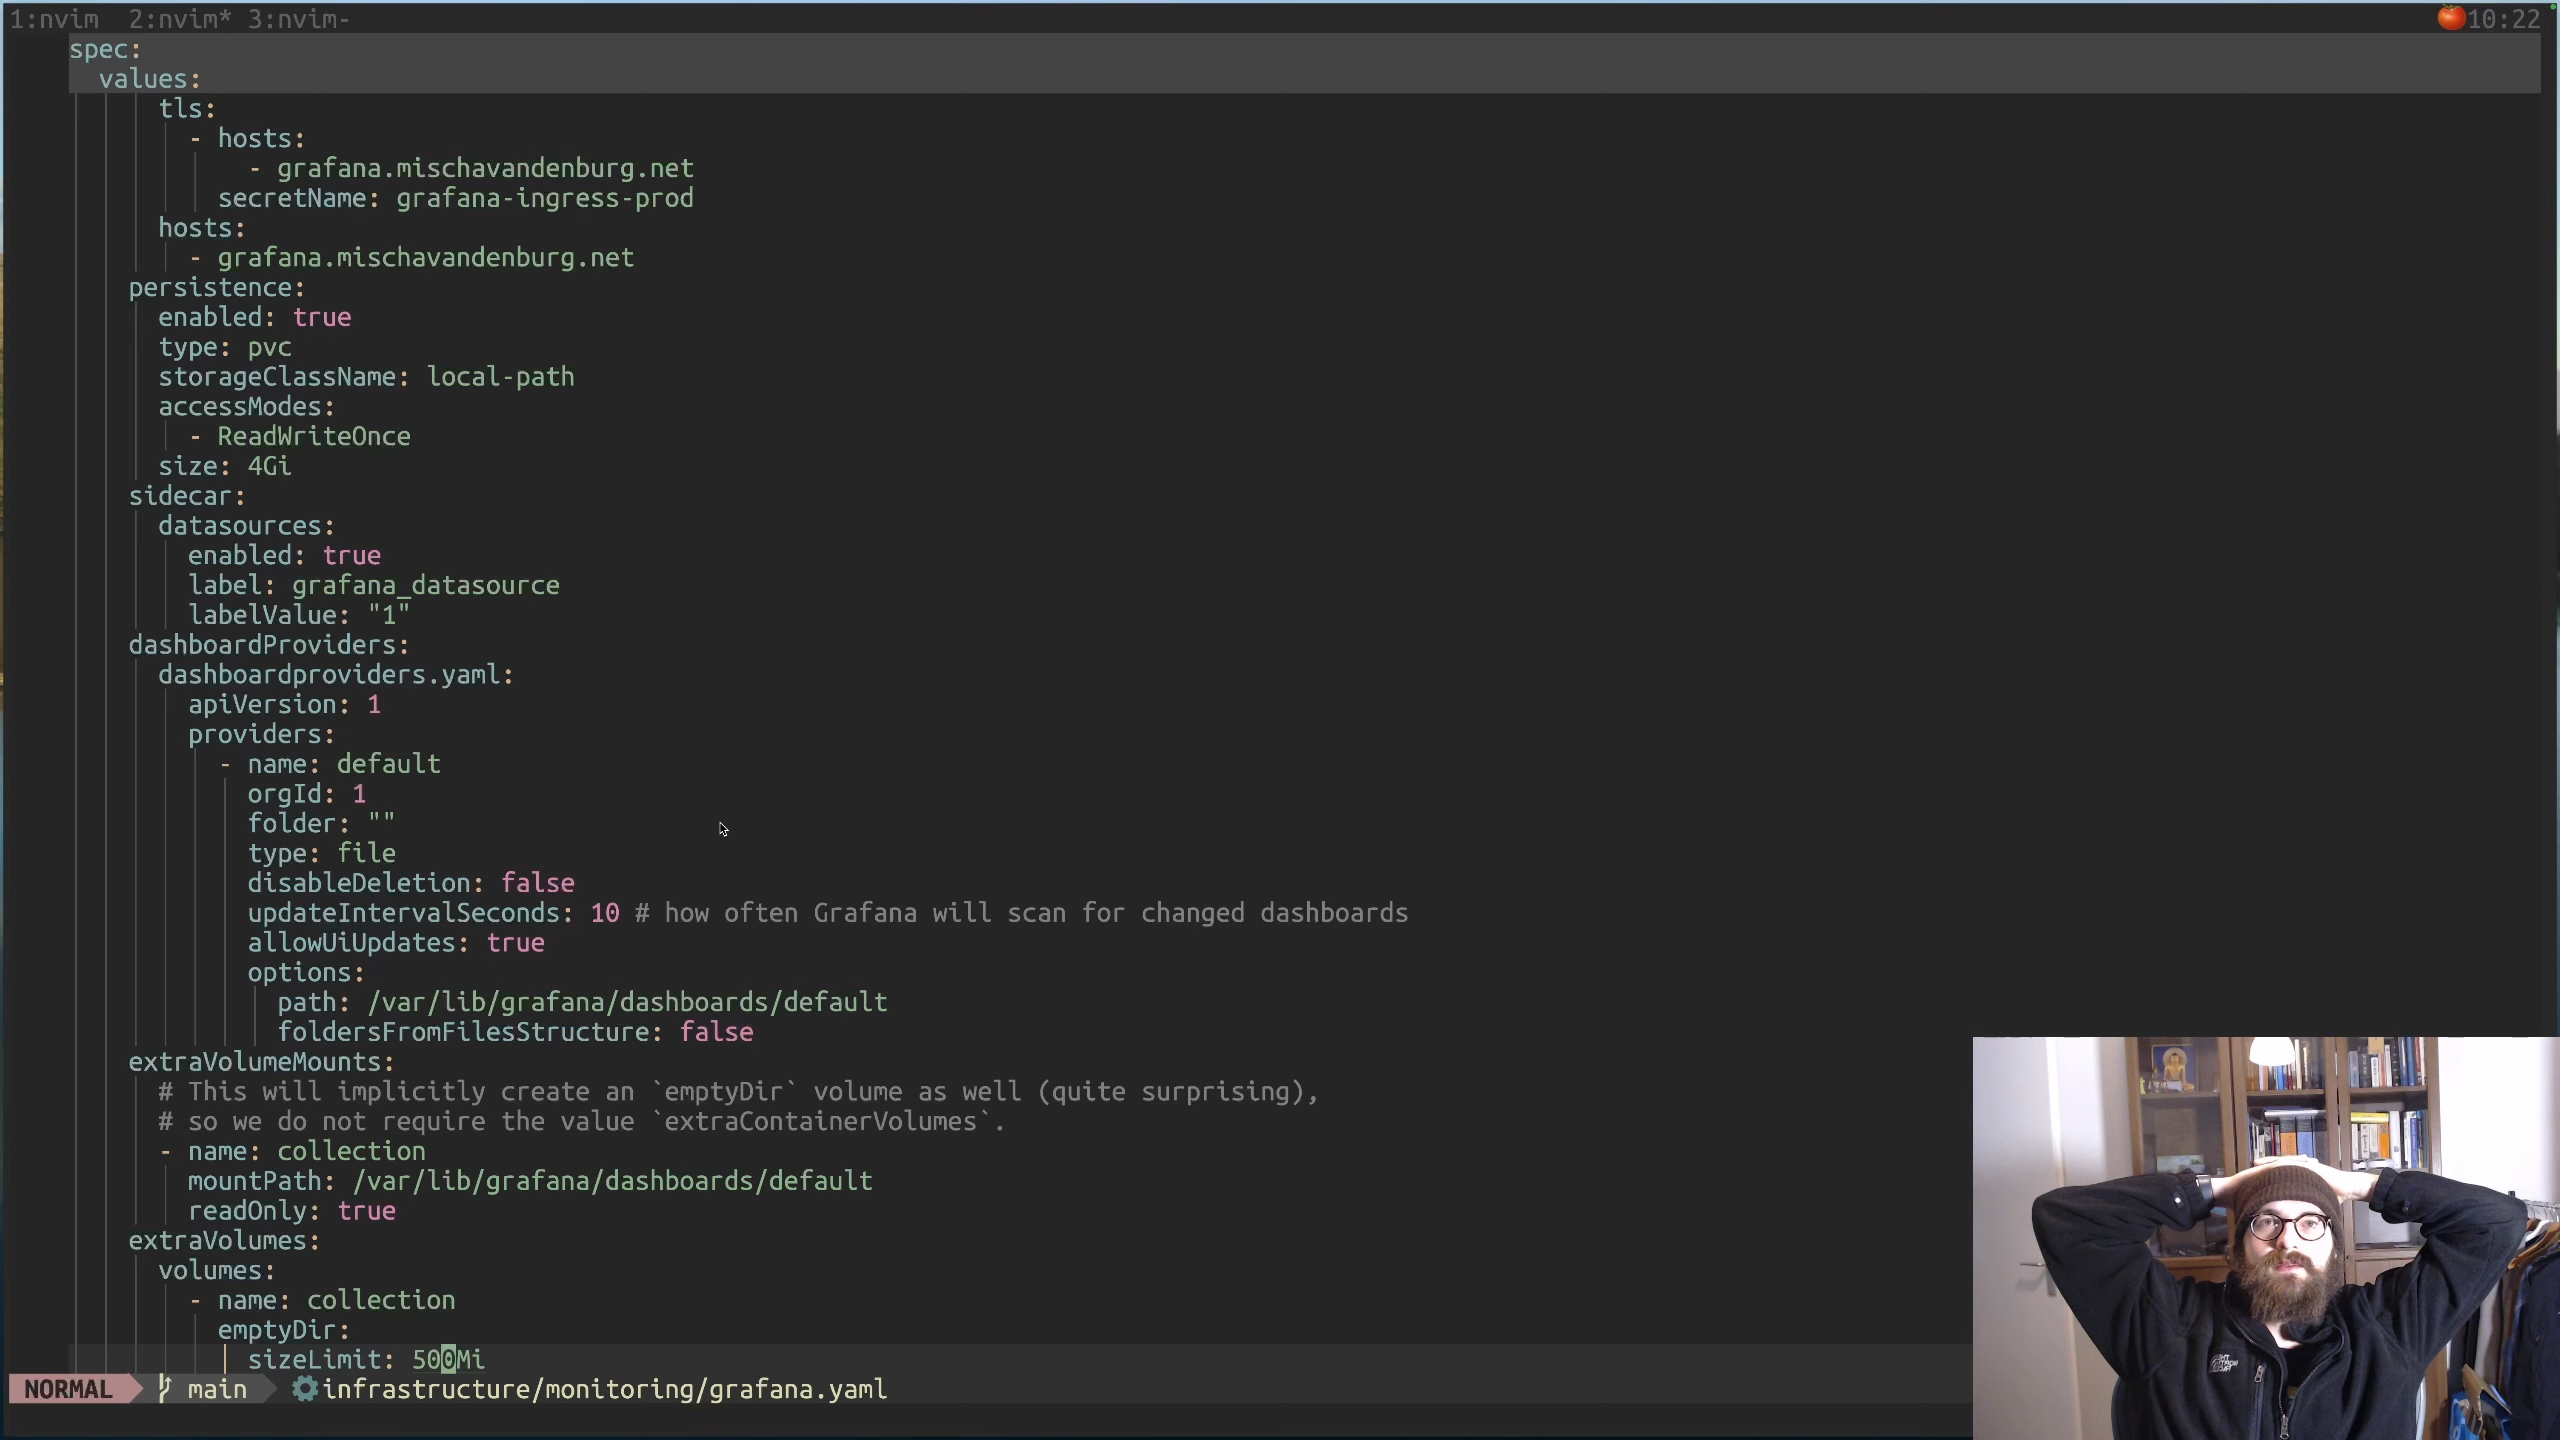 1:nvim  2:nvim* 3:nvim-
10:22
spec:
  values:
      tls:
        - hosts:
            - grafana.mischavandenburg.net
          secretName: grafana-ingress-prod
      hosts:
        - grafana.mischavandenburg.net
    persistence:
      enabled: true
      type: pvc
      storageClassName: local-path
      accessModes:
        - ReadWriteOnce
      size: 4Gi
    sidecar:
      datasources:
        enabled: true
        label: grafana_datasource
        labelValue: "1"
    dashboardProviders:
      dashboardproviders.yaml:
        apiVersion: 1
        providers:
          - name: default
            orgId: 1
            folder: ""
            type: file
            disableDeletion: false
            updateIntervalSeconds: 10 # how often Grafana will scan for changed dashboards
            allowUiUpdates: true
            options:
              path: /var/lib/grafana/dashboards/default
              foldersFromFilesStructure: false
    extraVolumeMounts:
      # This will implicitly create an `emptyDir` volume as well (quite surprising),
      # so we do not require the value `extraContainerVolumes`.
      - name: collection
        mountPath: /var/lib/grafana/dashboards/default
        readOnly: true
    extraVolumes:
      volumes:
        - name: collection
          emptyDir:
            sizeLimit: 500Mi
NORMAL main infrastructure/monitoring/grafana.yaml